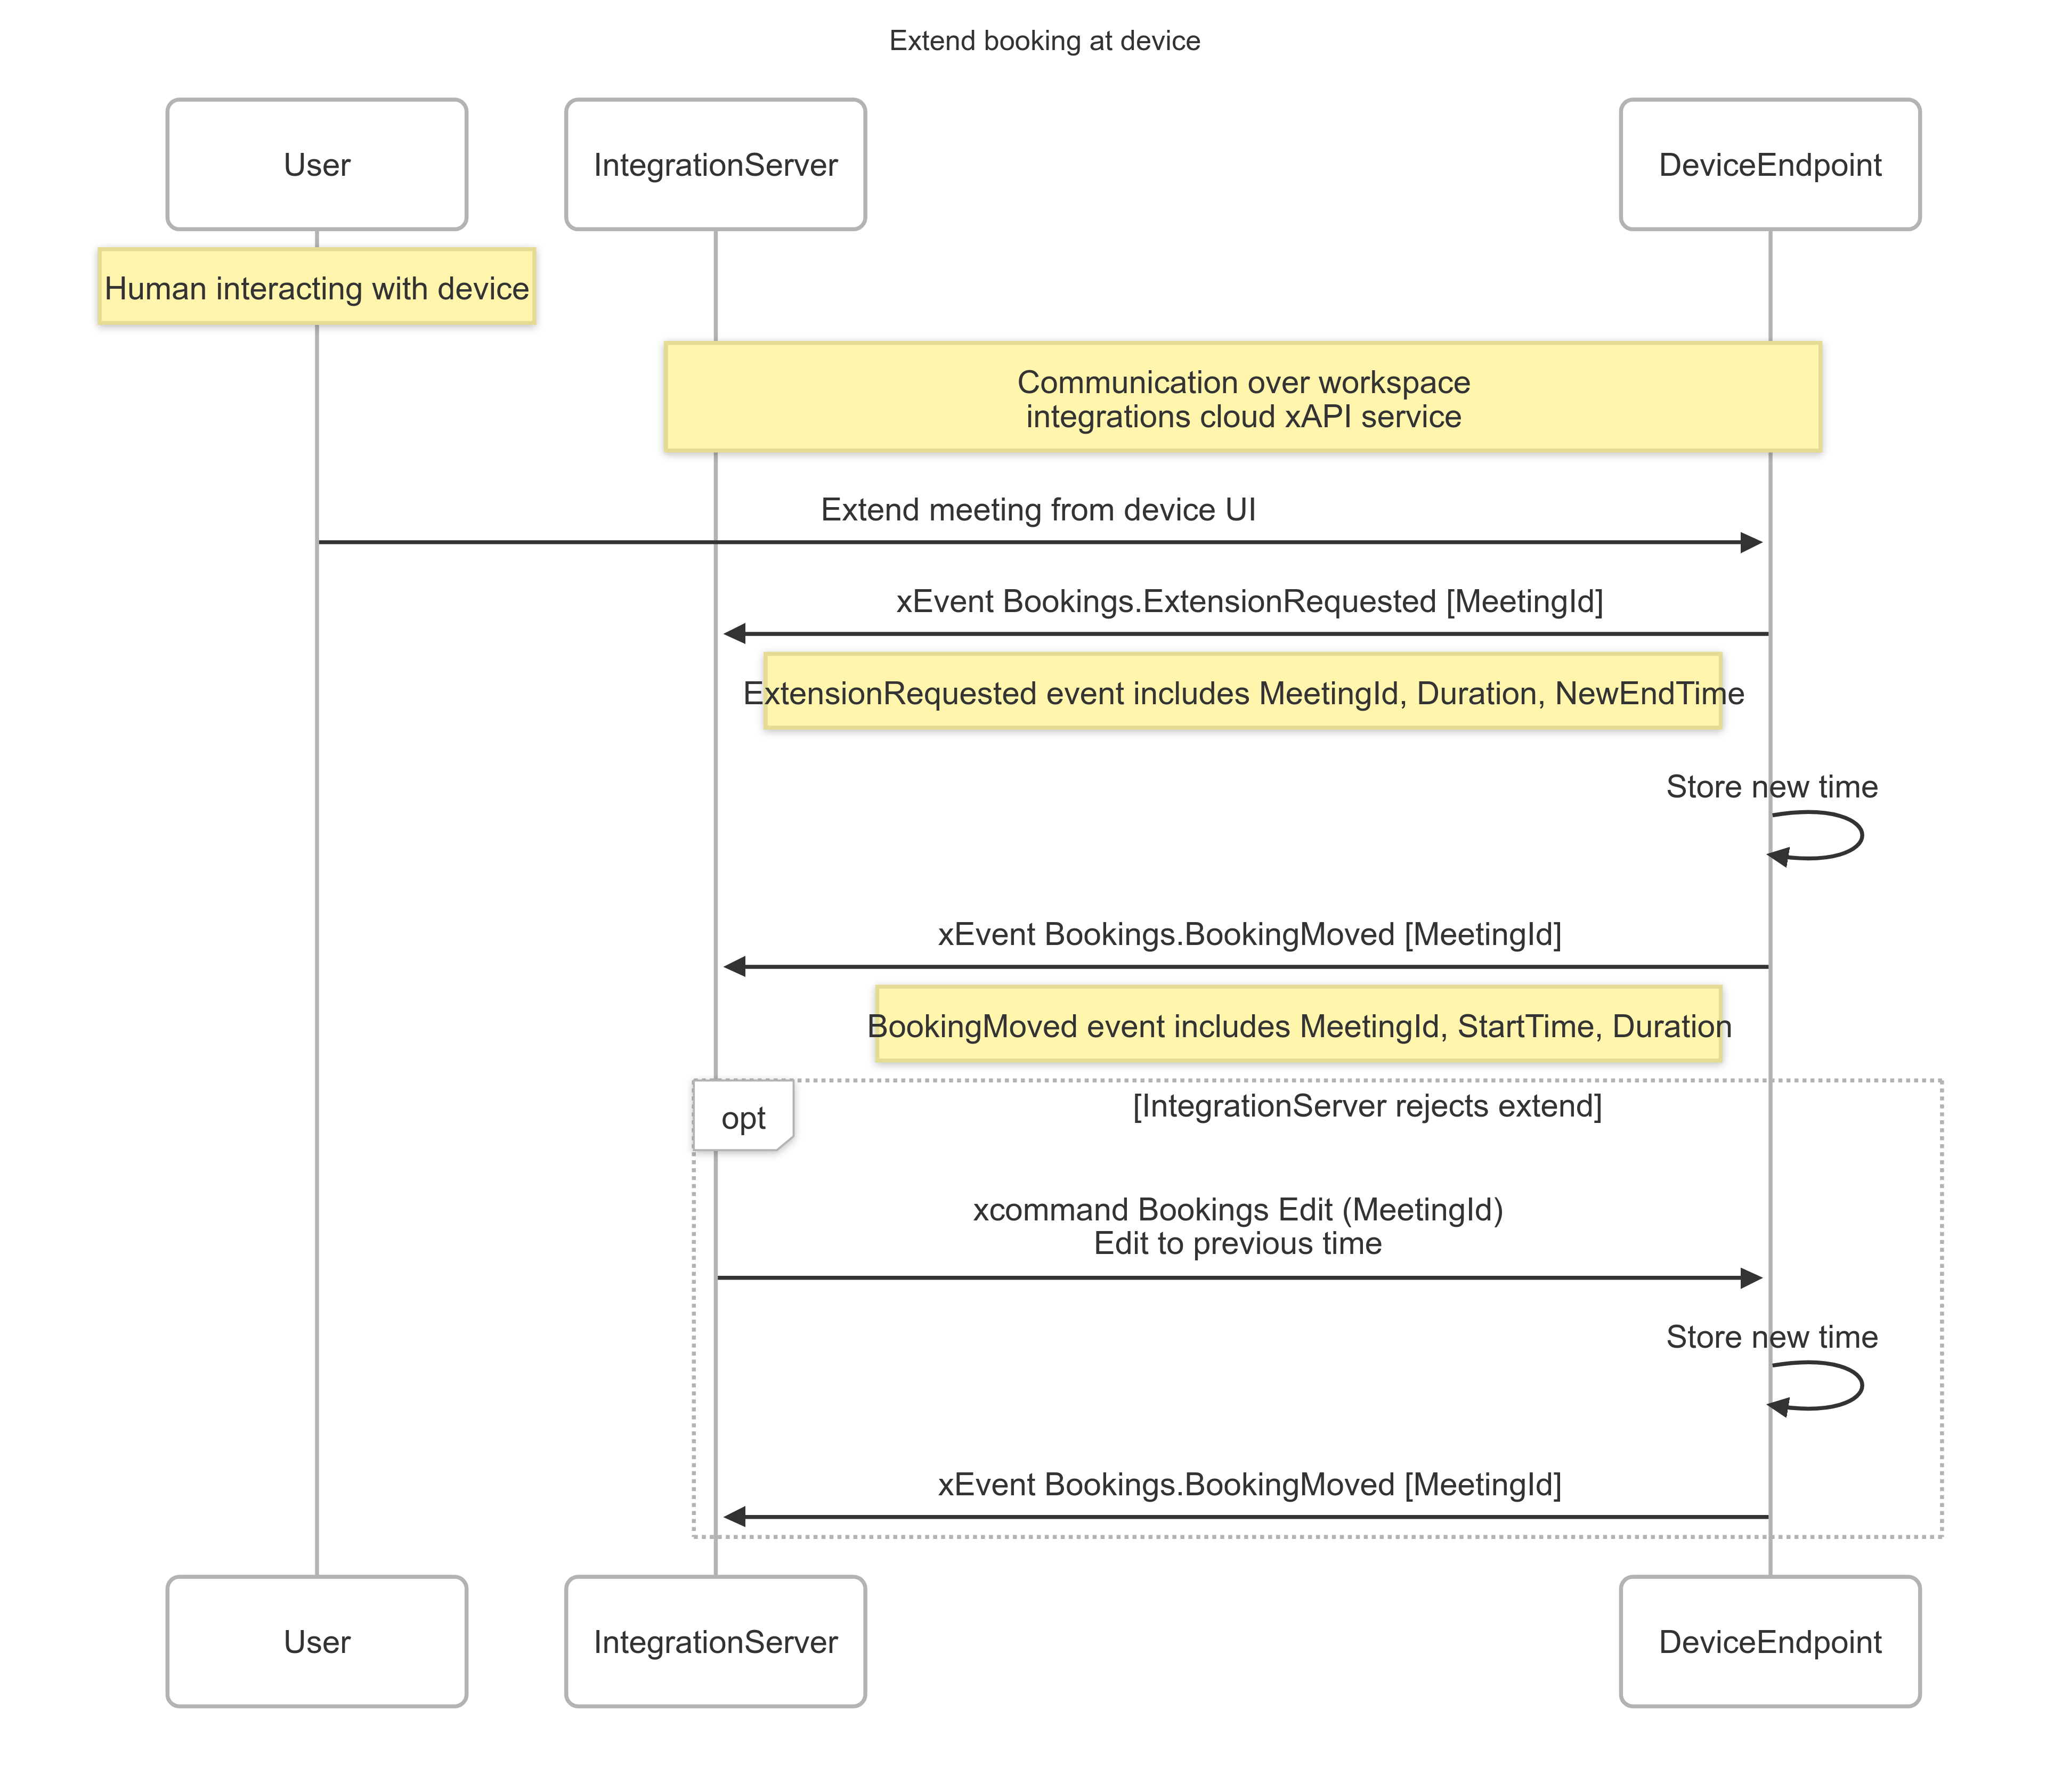 Extend booking at device
User
IntegrationServer
DeviceEndpoint
Human interacting with device
Communication over workspace
integrations cloud xAPI service
Extend meeting from device UI
xEvent Bookings.ExtensionRequested [MeetingId]
ExtensionRequested event includes MeetingId, Duration, NewEndTime
Store new time
xEvent Bookings.BookingMoved [MeetingId]
BookingMoved event includes MeetingId, StartTime, Duration
opt
[IntegrationServer rejects extend]
xcommand Bookings Edit (MeetingId)
Edit to previous time
Store new time
xEvent Bookings.BookingMoved [MeetingId]
User
IntegrationServer
DeviceEndpoint